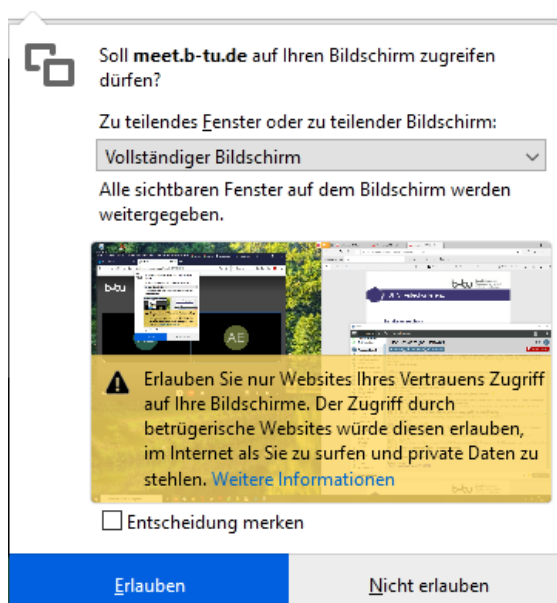 Soll meet.b-tu.de auf Ihren Bildschirm zugreifen
dürfen?
Zu teilendes Fenster oder zu teilender Bildschirm:
Vollständiger Bildschirm
Alle sichtbaren Fenster auf dem Bildschirm werden
weitergegeben.
b-tu
b-tu
AE
Erlauben Sie nur Websites Ihres Vertrauens Zugriff
auf Ihre Bildschirme. Der Zugriff durch
betrügerische Websites würde diesen erlauben,
im Internet als Sie zu surfen und private Daten zu
stehlen. Weitere Informationen
Entscheidung merken
Erlauben
Nicht erlauben